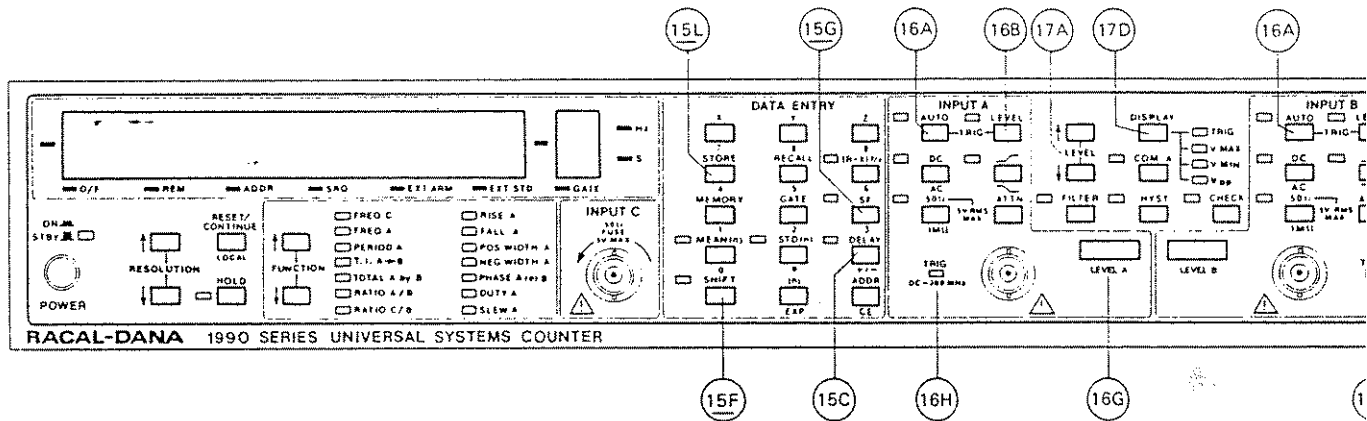 15L 15G 16A 16B 17A 17D 16A
DATA ENTRY
INPUT A
INPUT B
Hz
S
O/F REM ADDR SRQ EXT ARM EXT STD GATE
ON
STBY
POWER
RESOLUTION
RESET/
CONTINUE
LOCAL
HOLD
FUNCTION
FREQ C
FREQ A
PERIOD A
T.I. A→B
TOTAL A by B
RATIO A/B
RATIO C/B
RISE A
FALL A
POS WIDTH A
NEG WIDTH A
PHASE A rel B
DUTY A
SLEW A
INPUT C
50Ω
FUSE
5V MAX
X Y Z
7 8 9
STORE RECALL
4 5 6
MEMORY GATE SF
1 2 3
MEAN(n) STD(n) DELAY
0
SHIFT (n) ADDR
EXP CE
AUTO TRIG LEVEL
DC
AC
50Ω 5V RMS
MAX
ATTN
1MΩ
TRIG
LEVEL
FILTER
DISPLAY
COM A
HYST
TRIG
V MAX
V MIN
CHECK
LEVEL A
LEVEL B
AUTO TRIG
DC
AC
50Ω 5V RMS
MAX
1MΩ
RACAL-DANA 1990 SERIES UNIVERSAL SYSTEMS COUNTER
15F 15C 16H 16G